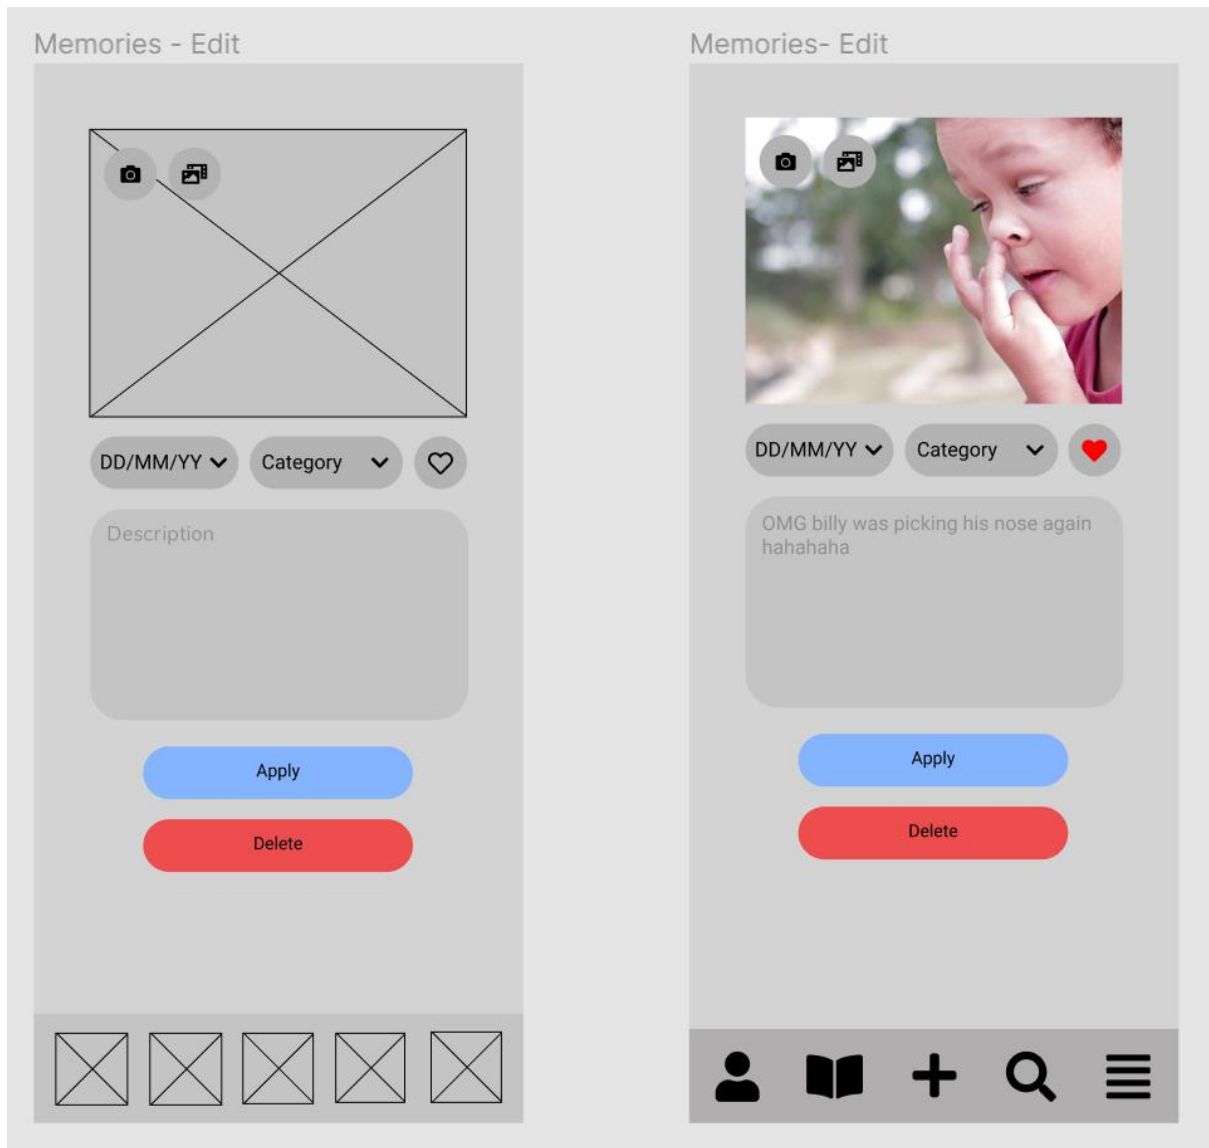 Memories - Edit
DD/MM/YY
Category
Description
Apply
Delete
Memories- Edit
DD/MM/YY
Category
OMG billy was picking his nose again
hahahaha
Apply
Delete